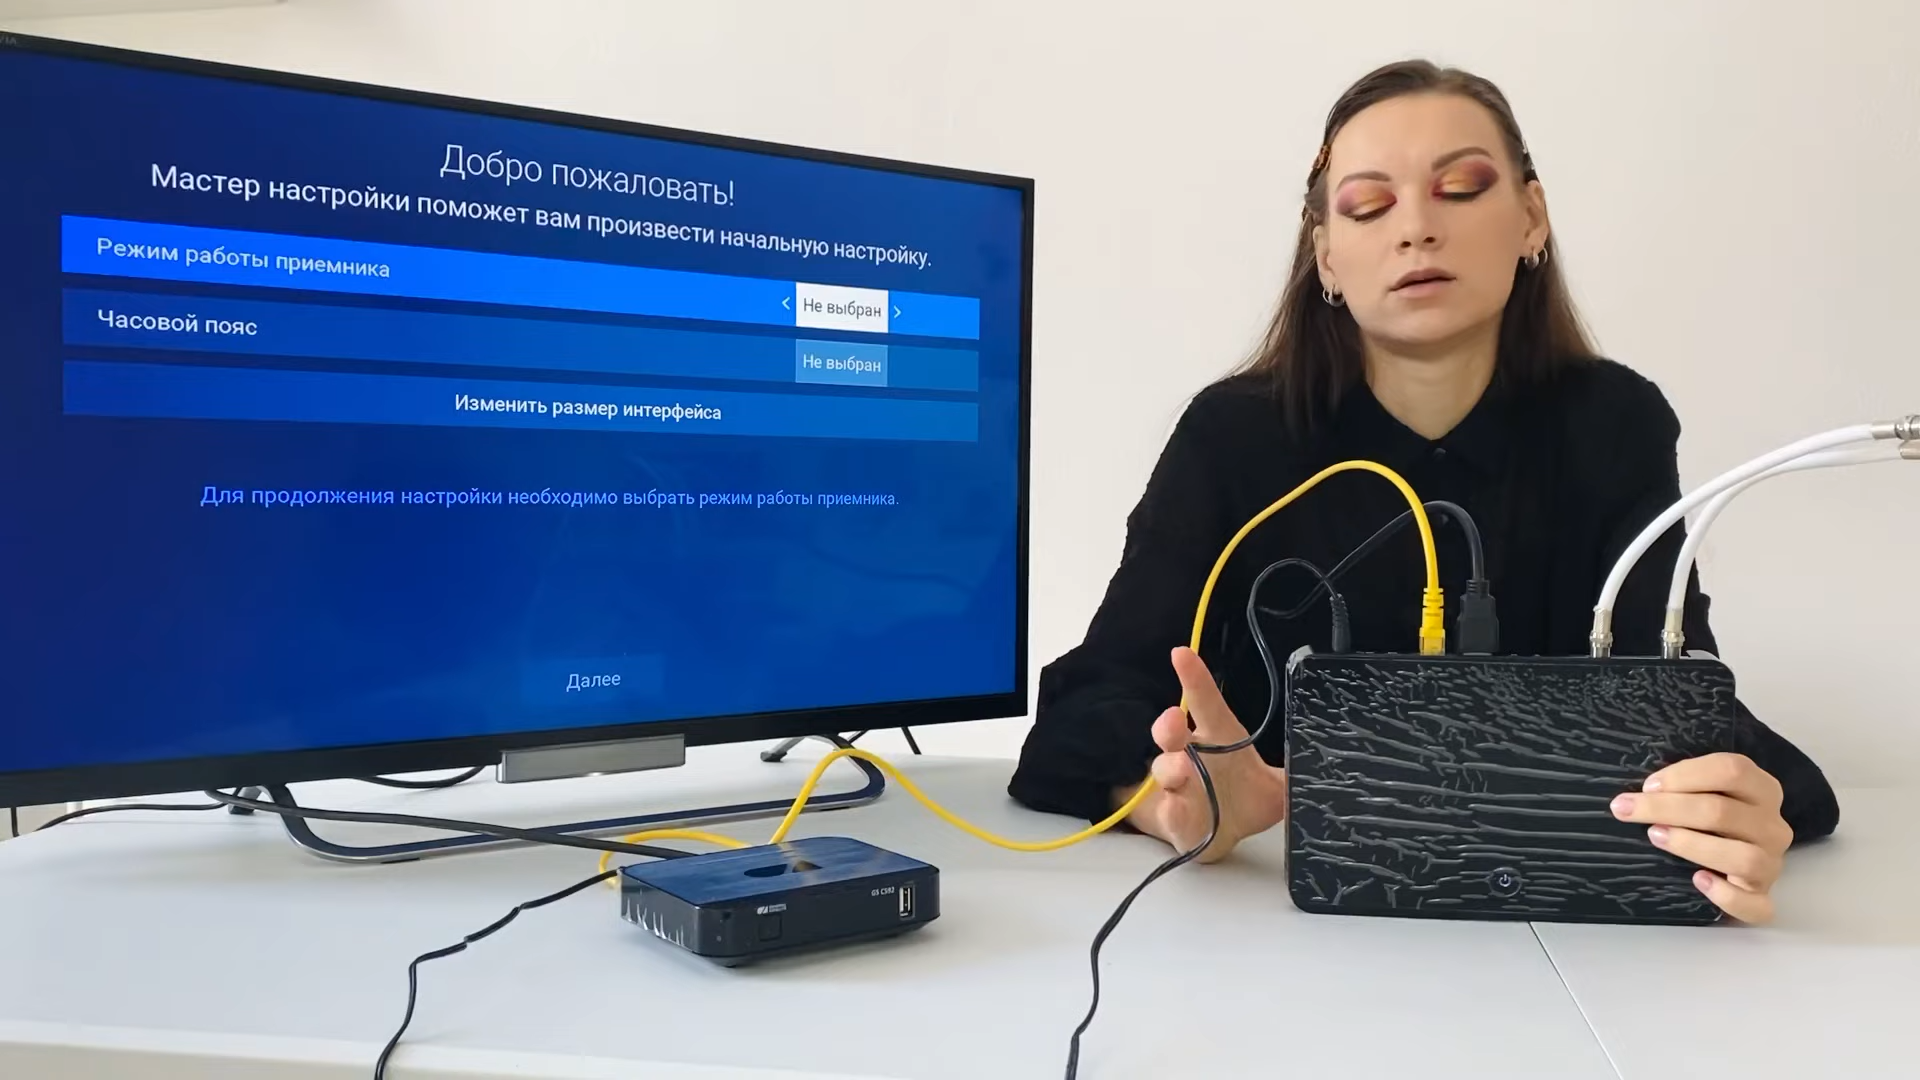 Добро пожаловать!
Мастер настройки поможет вам произвести начальную настройку.
Режим работы приемника
< Не выбран >
Часовой пояс
Не выбран
Изменить размер интерфейса
Для продолжения настройки необходимо выбрать режим работы приемника.
Далее
GS C592